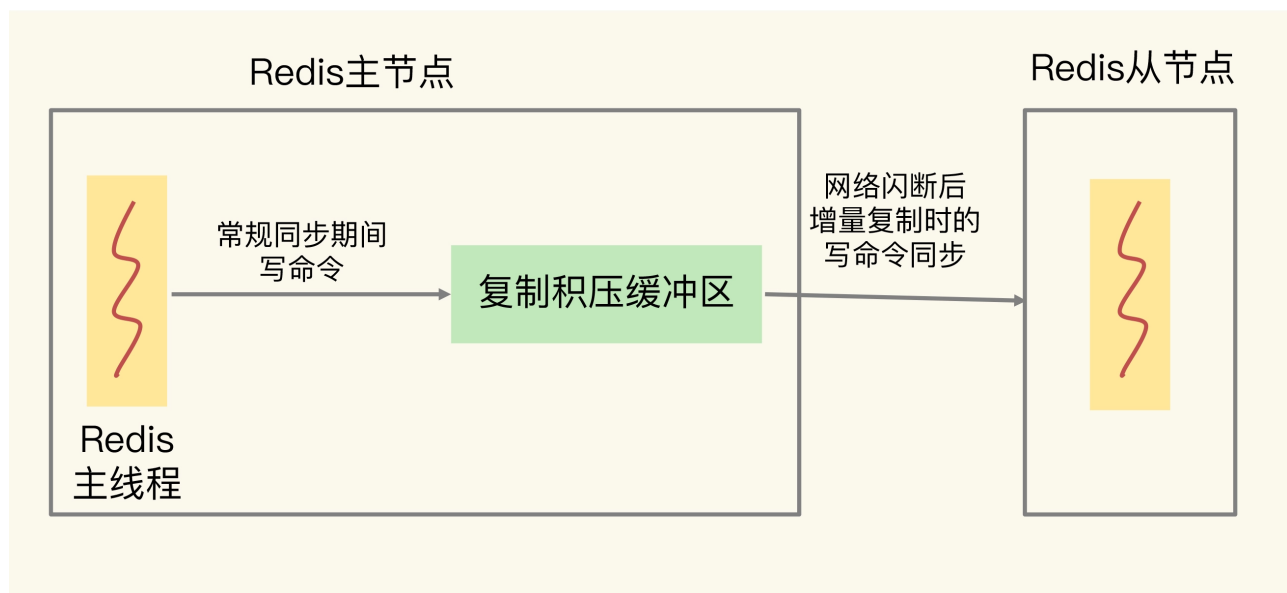 Redis主节点
Redis从节点
常规同步期间
写命令
复制积压缓冲区
网络闪断后
增量复制时的
写命令同步
Redis
主线程